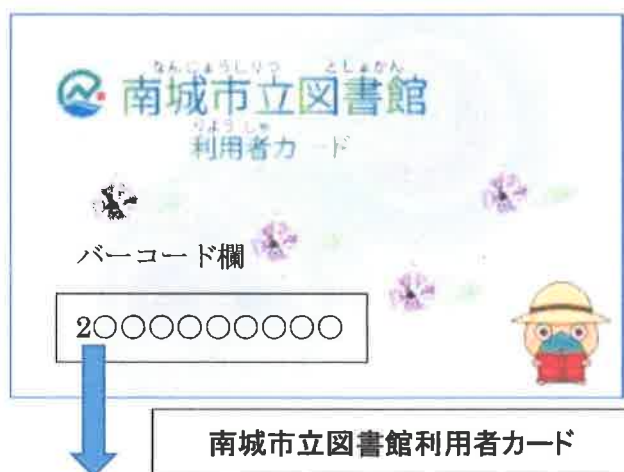 なんじょうしりつ としょかん
南城市立図書館
りようしゃ
利用者カード
バーコード欄
2○○○○○○○○○○
南城市立図書館利用者カード